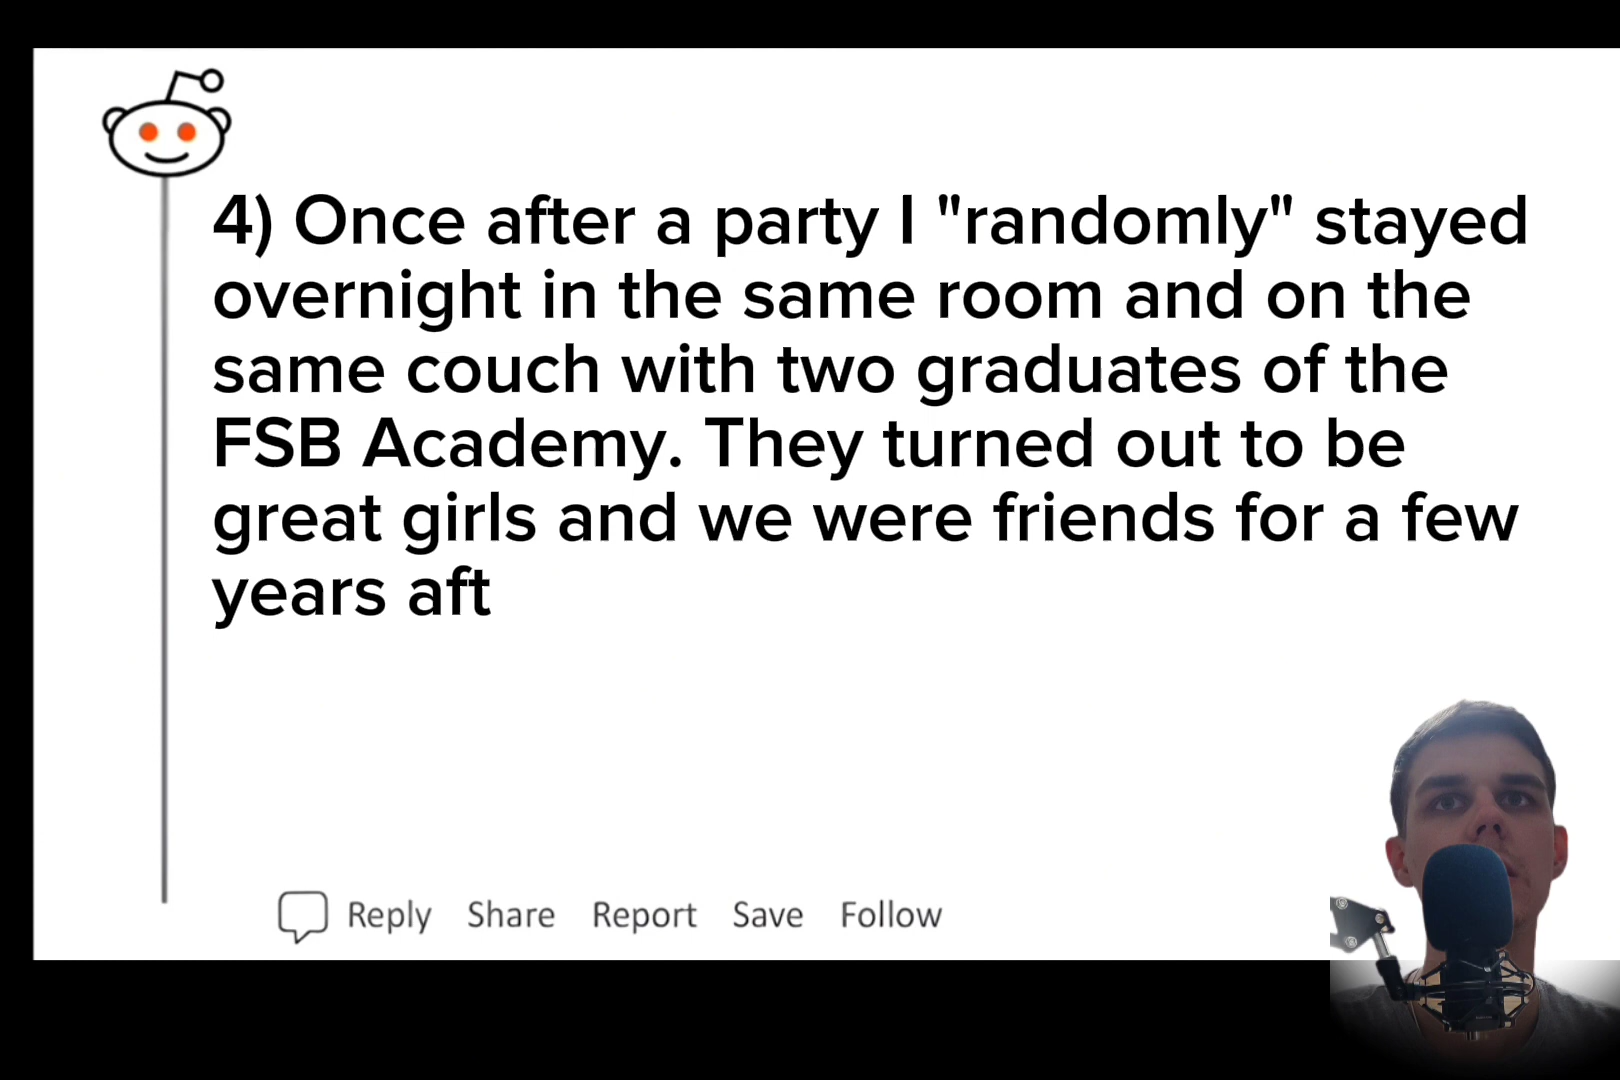 4) Once after a party I "randomly" stayed
overnight in the same room and on the
same couch with two graduates of the
FSB Academy. They turned out to be
great girls and we were friends for a few
years aft
Reply Share Report Save Follow